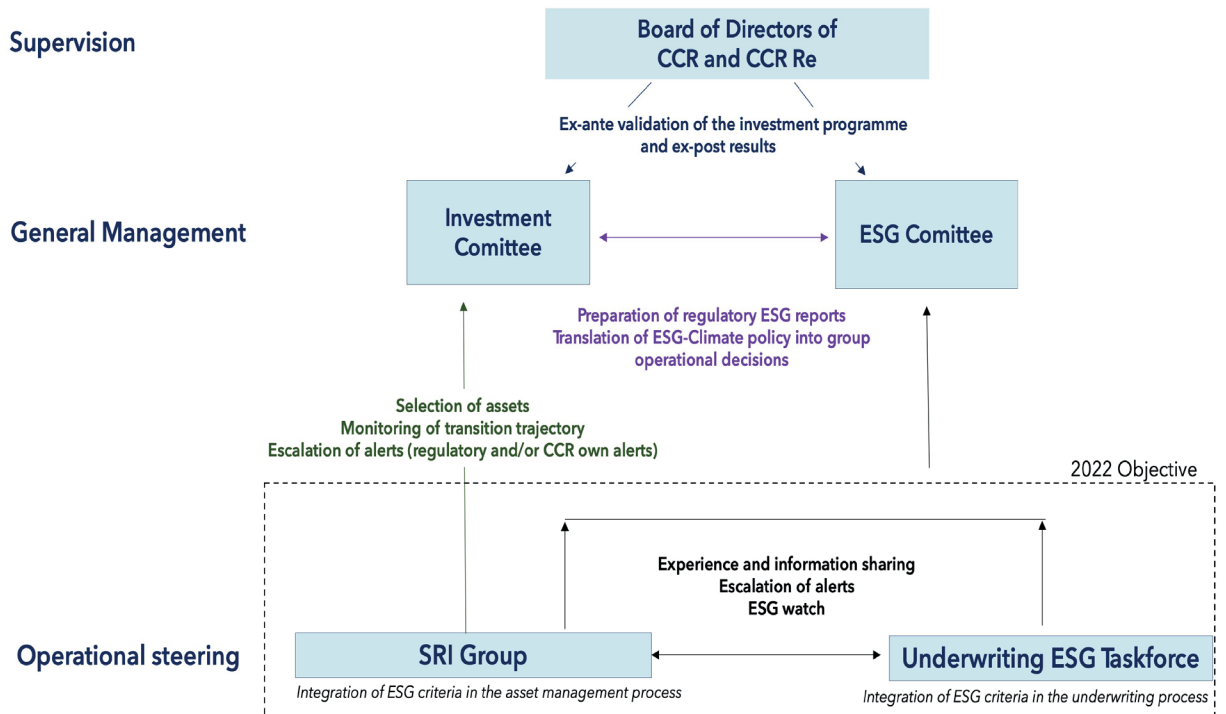 Supervision
Board of Directors of
CCR and CCR Re
Ex-ante validation of the investment programme
and ex-post results
General Management
Investment
Comittee
ESG Comittee
Preparation of regulatory ESG reports
Translation of ESG-Climate policy into group
operational decisions
Selection of assets
Monitoring of transition trajectory
Escalation of alerts (regulatory and/or CCR own alerts)
2022 Objective
Experience and information sharing
Escalation of alerts
ESG watch
Operational steering
SRI Group
Underwriting ESG Taskforce
Integration of ESG criteria in the asset management process
Integration of ESG criteria in the underwriting process